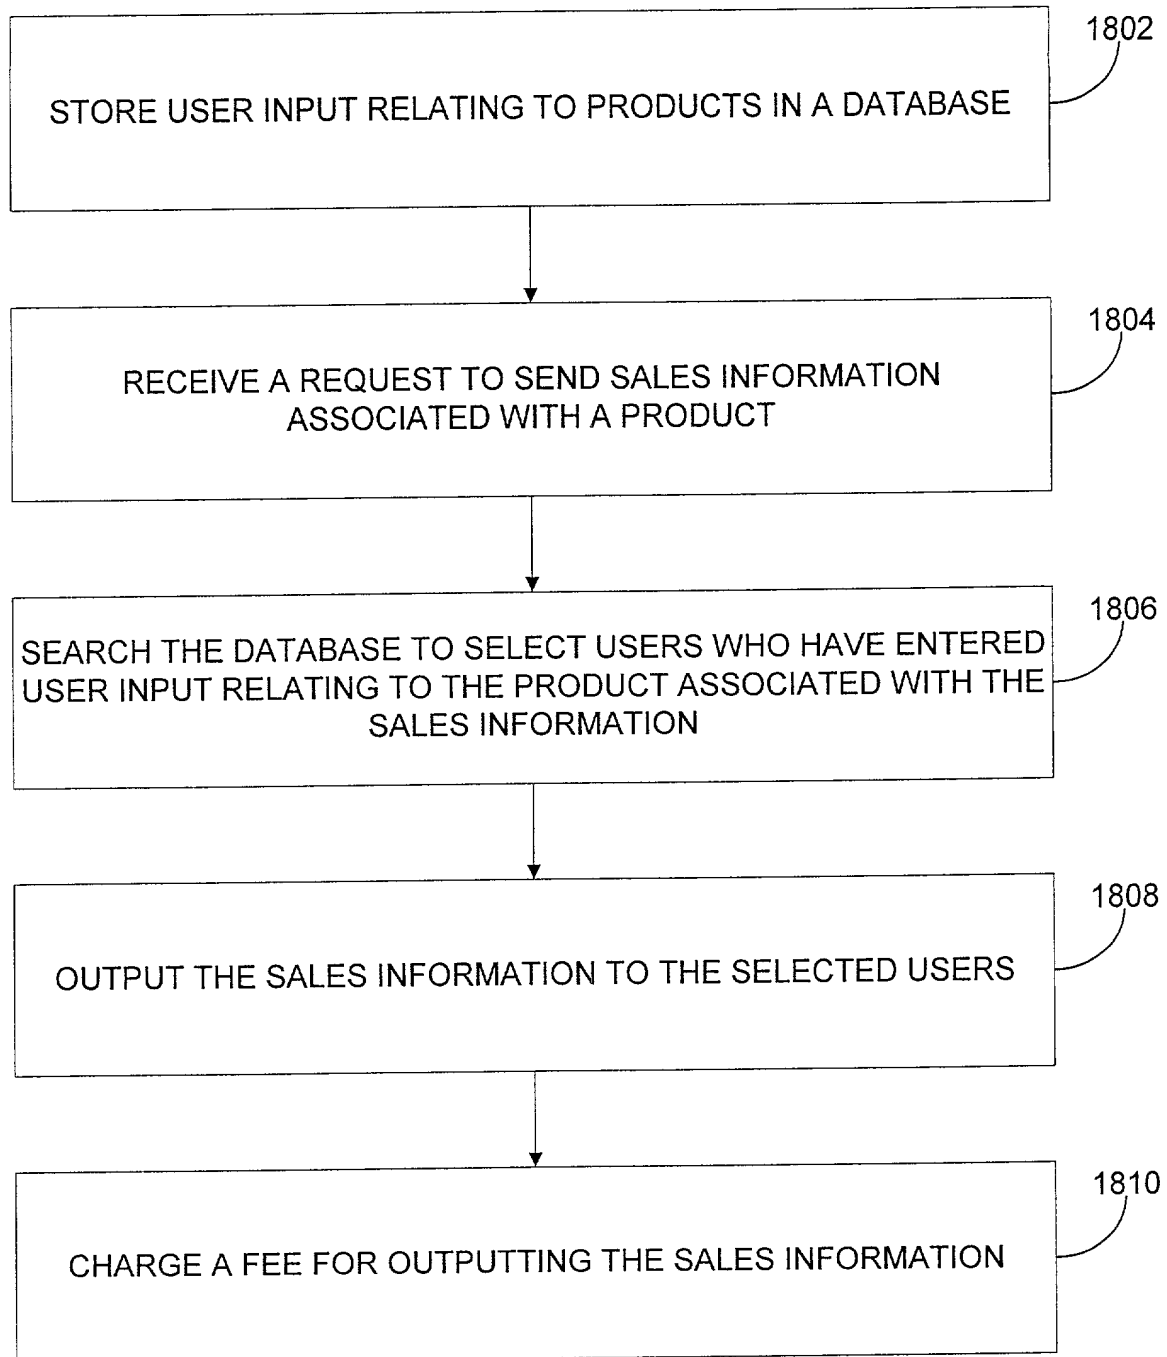 1802
STORE USER INPUT RELATING TO PRODUCTS IN A DATABASE
1804
RECEIVE A REQUEST TO SEND SALES INFORMATION
ASSOCIATED WITH A PRODUCT
1806
SEARCH THE DATABASE TO SELECT USERS WHO HAVE ENTERED
USER INPUT RELATING TO THE PRODUCT ASSOCIATED WITH THE
SALES INFORMATION
1808
OUTPUT THE SALES INFORMATION TO THE SELECTED USERS
1810
CHARGE A FEE FOR OUTPUTTING THE SALES INFORMATION